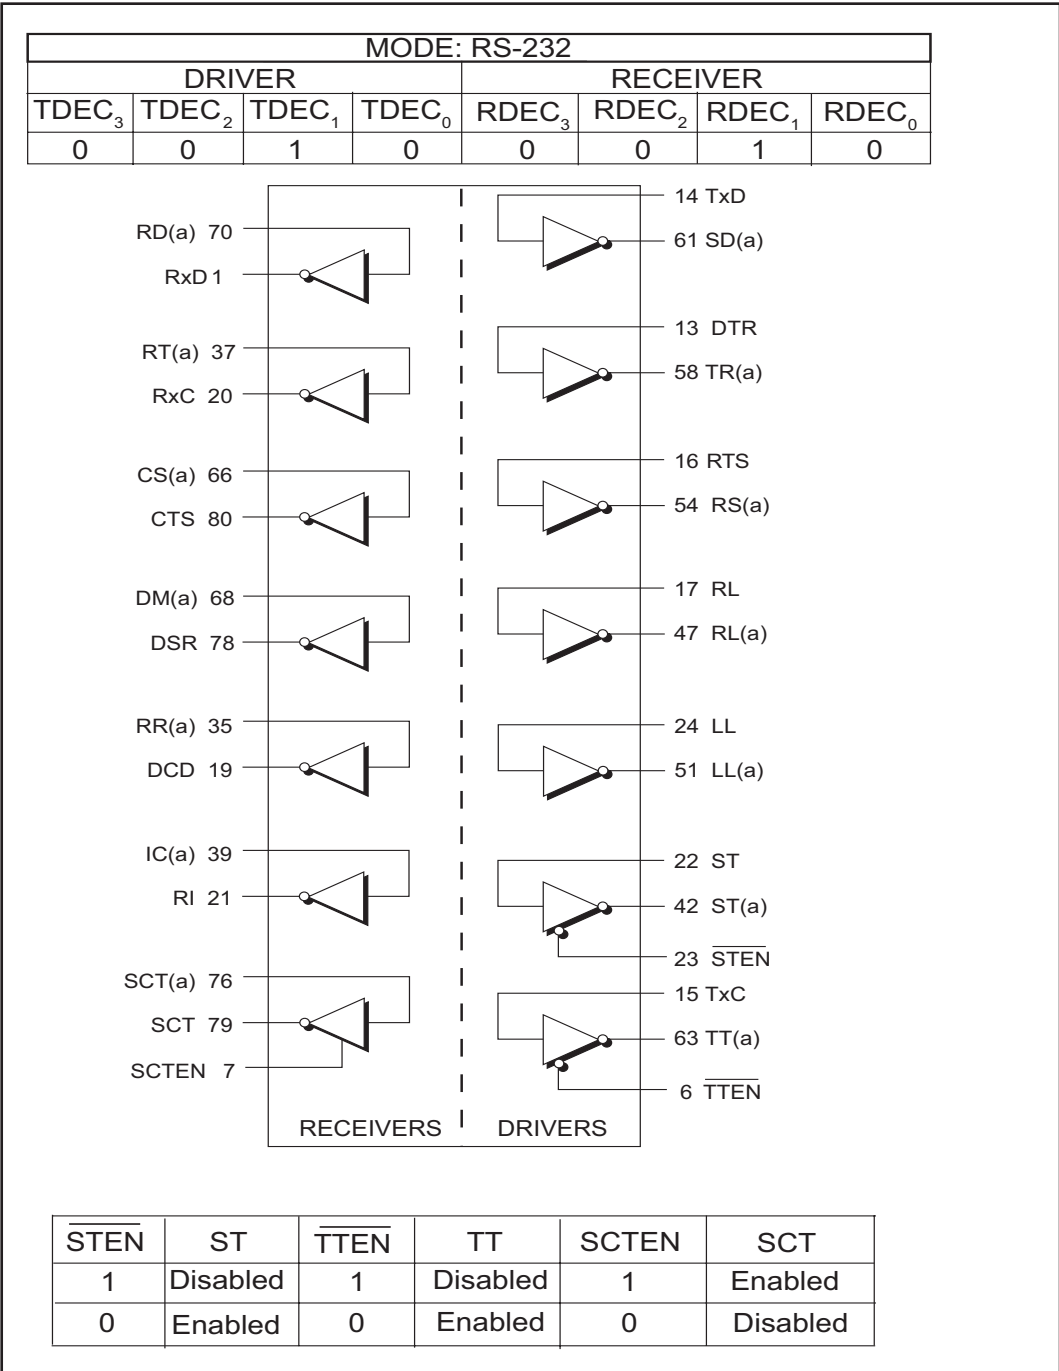 MODE: RS-232
DRIVER RECEIVER
TDEC₃ TDEC₂ TDEC₁ TDEC₀ RDEC₃ RDEC₂ RDEC₁ RDEC₀
0 0 1 0 0 0 1 0
RD(a) 70
RxD 1
RT(a) 37
RxC 20
CS(a) 66
CTS 80
DM(a) 68
DSR 78
RR(a) 35
DCD 19
IC(a) 39
RI 21
SCT(a) 76
SCT 79
SCTEN 7
RECEIVERS
14 TxD
61 SD(a)
13 DTR
58 TR(a)
16 RTS
54 RS(a)
17 RL
47 RL(a)
24 LL
51 LL(a)
22 ST
42 ST(a)
23 S̅T̅E̅N̅
15 TxC
63 TT(a)
6 T̅T̅E̅N̅
DRIVERS
S̅T̅E̅N̅ ST T̅T̅E̅N̅ TT SCTEN SCT
1 Disabled 1 Disabled 1 Enabled
0 Enabled 0 Enabled 0 Disabled